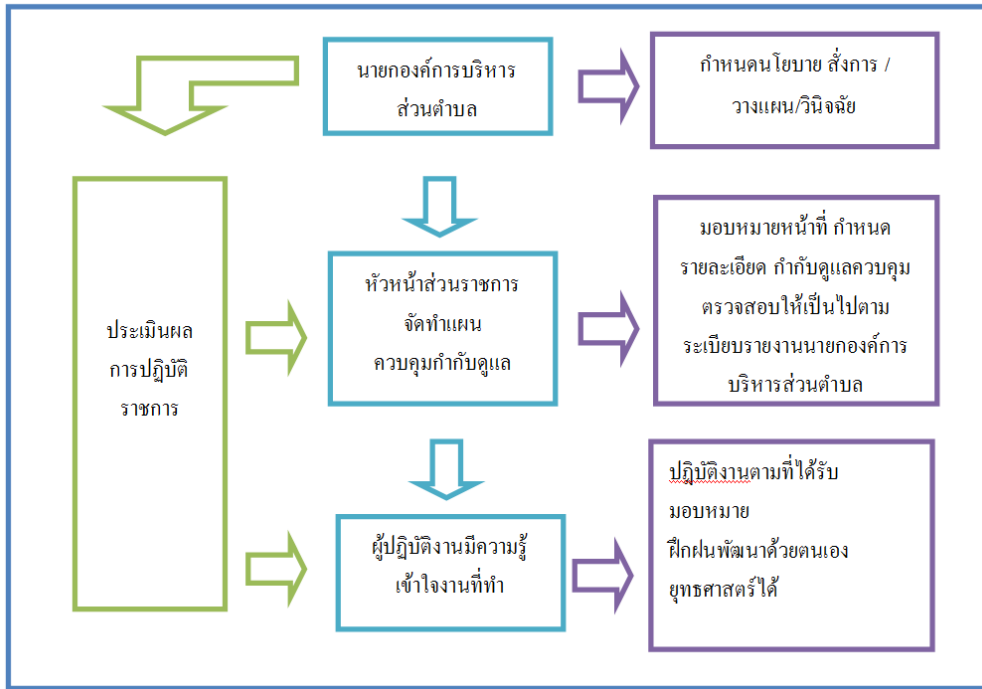 นายกองค์การบริหาร
ส่วนตำบล
กำหนดนโยบาย สั่งการ /
วางแผน/วินิจฉัย
ประเมินผล
การปฏิบัติ
ราชการ
หัวหน้าส่วนราชการ
จัดทำแผน
ควบคุมกำกับดูแล
มอบหมายหน้าที่ กำหนด
รายละเอียด กำกับดูแลควบคุม
ตรวจสอบให้เป็นไปตาม
ระเบียบรายงานนายกองค์การ
บริหารส่วนตำบล
ผู้ปฏิบัติงานมีความรู้
เข้าใจงานที่ทำ
ปฎิบัติงานตามที่ได้รับ
มอบหมาย
ฝึกฝนพัฒนาด้วยตนเอง
ยุทธศาสตร์ได้